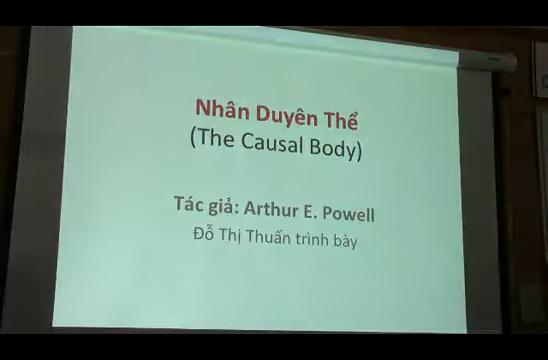 Nhân Duyên Thể
(The Causal Body)
Tác giả: Arthur E. Powell
Đỗ Thị Thuấn trình bày